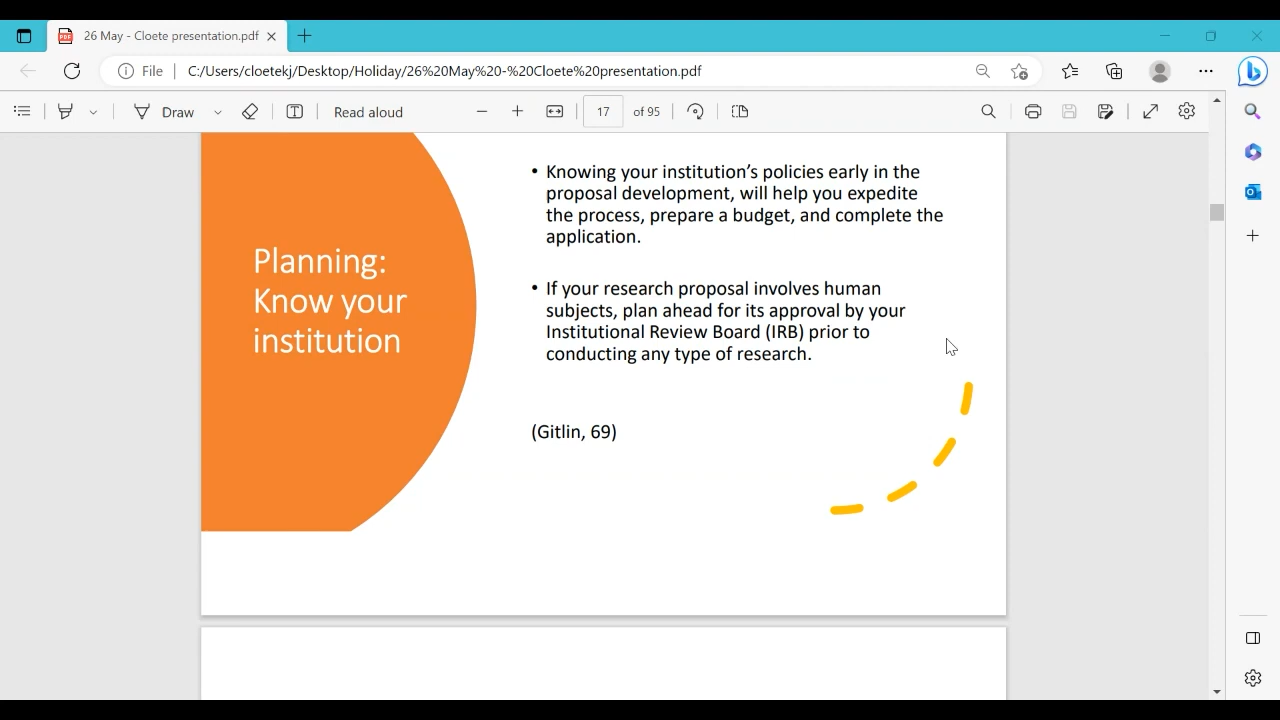 26 May - Cloete presentation.pdf
File
C:/Users/cloetekj/Desktop/Holiday/26%20May%20-%20Cloete%20presentation.pdf
Draw
Read aloud
17
of 95
Planning:
Know your
institution
• Knowing your institution’s policies early in the
proposal development, will help you expedite
the process, prepare a budget, and complete the
application.
• If your research proposal involves human
subjects, plan ahead for its approval by your
Institutional Review Board (IRB) prior to
conducting any type of research.
(Gitlin, 69)